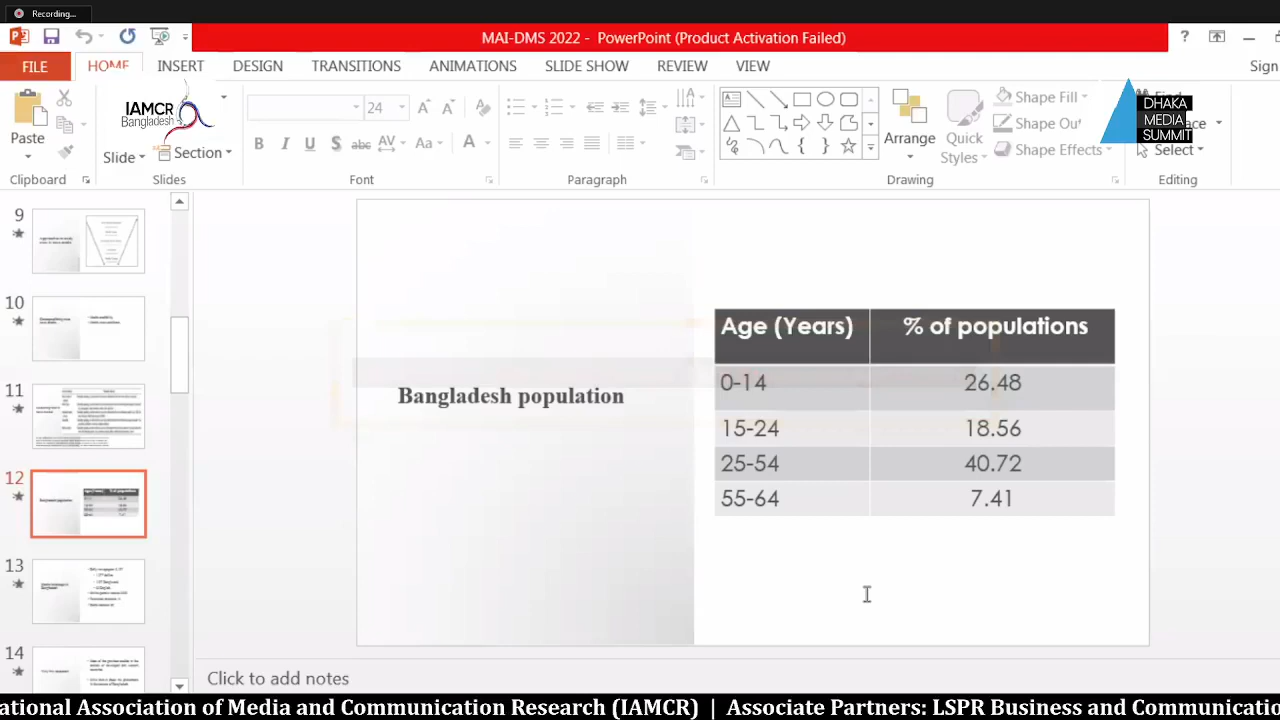 Recording...
MAI-DMS 2022 - PowerPoint (Product Activation Failed)
?
FILE HOME INSERT DESIGN TRANSITIONS ANIMATIONS SLIDE SHOW REVIEW VIEW Sign
Paste
Clipboard
IAMCR
Bangladesh
Slide
Section
Slides
24
B I U S abc AV Aa A
Font
Paragraph
Arrange
Quick
Styles
Shape Fill
Shape Out
Shape Effects
Drawing
Find
Select
Editing
DHAKA
MEDIA
SUMMIT
9
10
11
12
13
14
Bangladesh population
Age (Years) % of populations
0-14 26.48
15-24 18.56
25-54 40.72
55-64 7.41
Click to add notes
ational Association of Media and Communication Research (IAMCR) | Associate Partners: LSPR Business and Communicatio